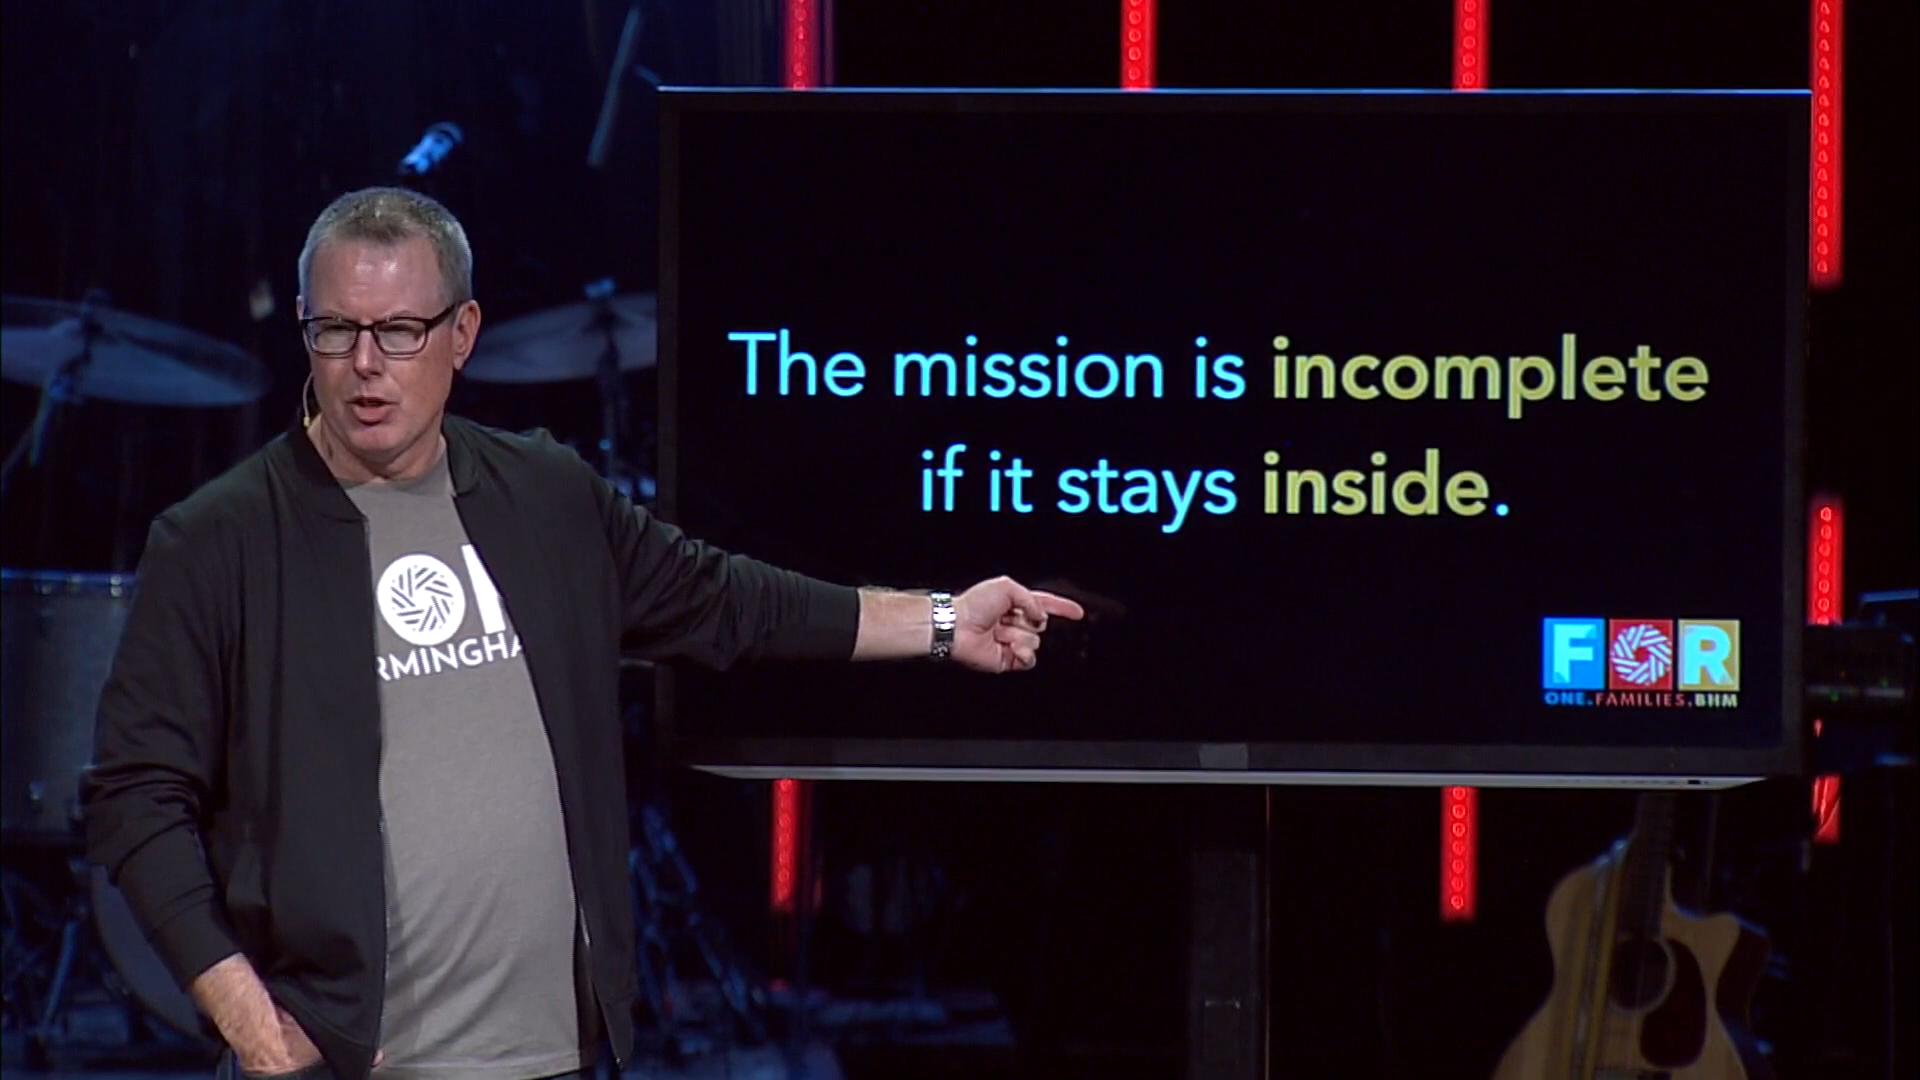 The mission is incomplete
if it stays inside.
FOR
ONE.FAMILIES.BHM
RMINGHA